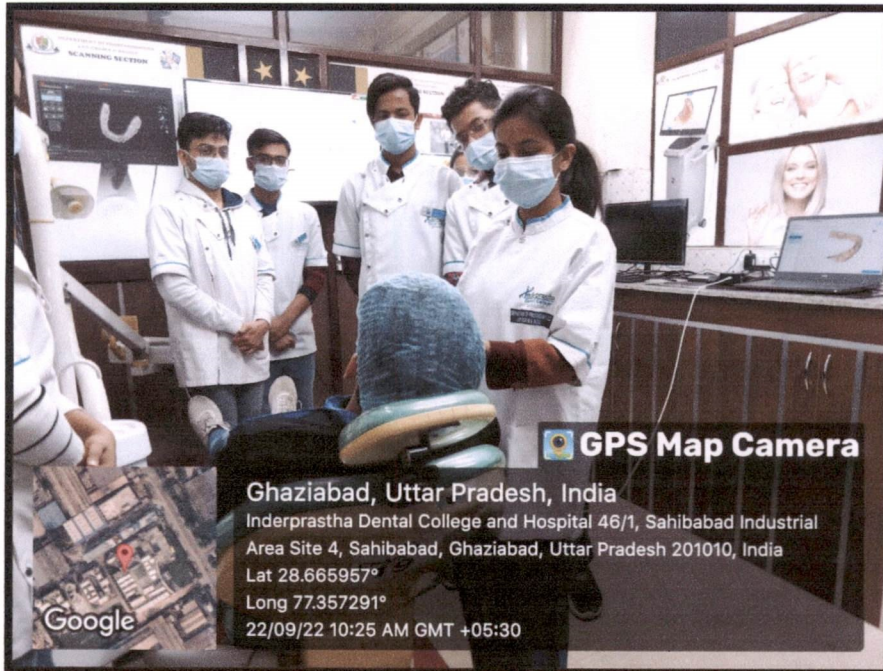 SCANNING SECTION
GPS Map Camera
Ghaziabad, Uttar Pradesh, India
Inderprastha Dental College and Hospital 46/1, Sahibabad Industrial
Area Site 4, Sahibabad, Ghaziabad, Uttar Pradesh 201010, India
Lat 28.665957°
Long 77.357291°
22/09/22 10:25 AM GMT +05:30
Google